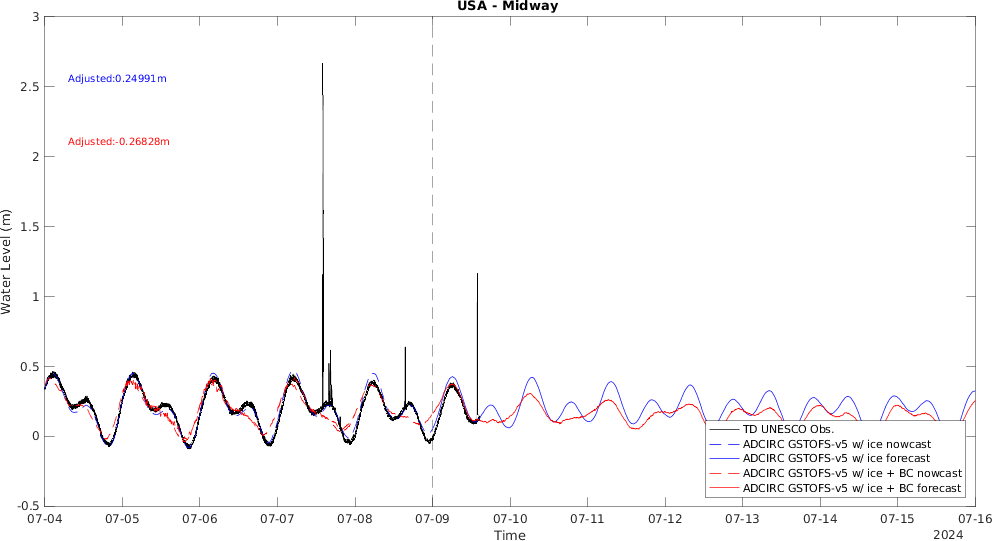 USA - Midway
3
2.5
2
1.5
1
0.5
0
-0.5
Water Level (m)
Adjusted:0.24991m
Adjusted:-0.26828m
TD UNESCO Obs.
ADCIRC GSTOFS-v5 w/ice nowcast
ADCIRC GSTOFS-v5 w/ice forecast
ADCIRC GSTOFS-v5 w/ice + BC nowcast
ADCIRC GSTOFS-v5 w/ice + BC forecast
07-04 07-05 07-06 07-07 07-08 07-09 07-10 07-11 07-12 07-13 07-14 07-15 07-16
Time
2024